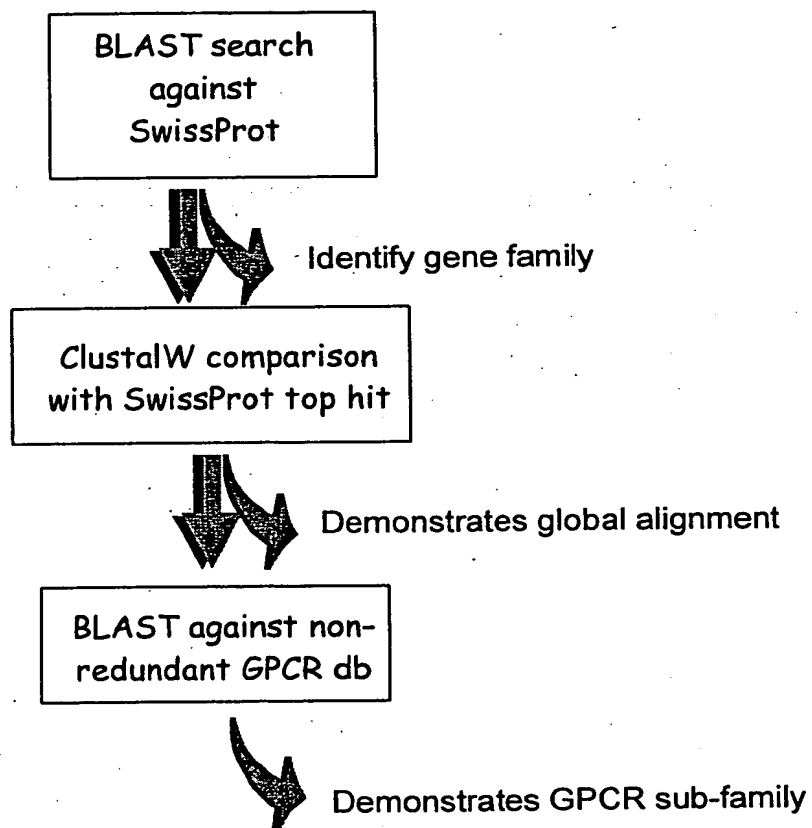 BLAST search
against
SwissProt
Identify gene family
ClustalW comparison
with SwissProt top hit
Demonstrates global alignment
BLAST against non-
redundant GPCR db
Demonstrates GPCR sub-family